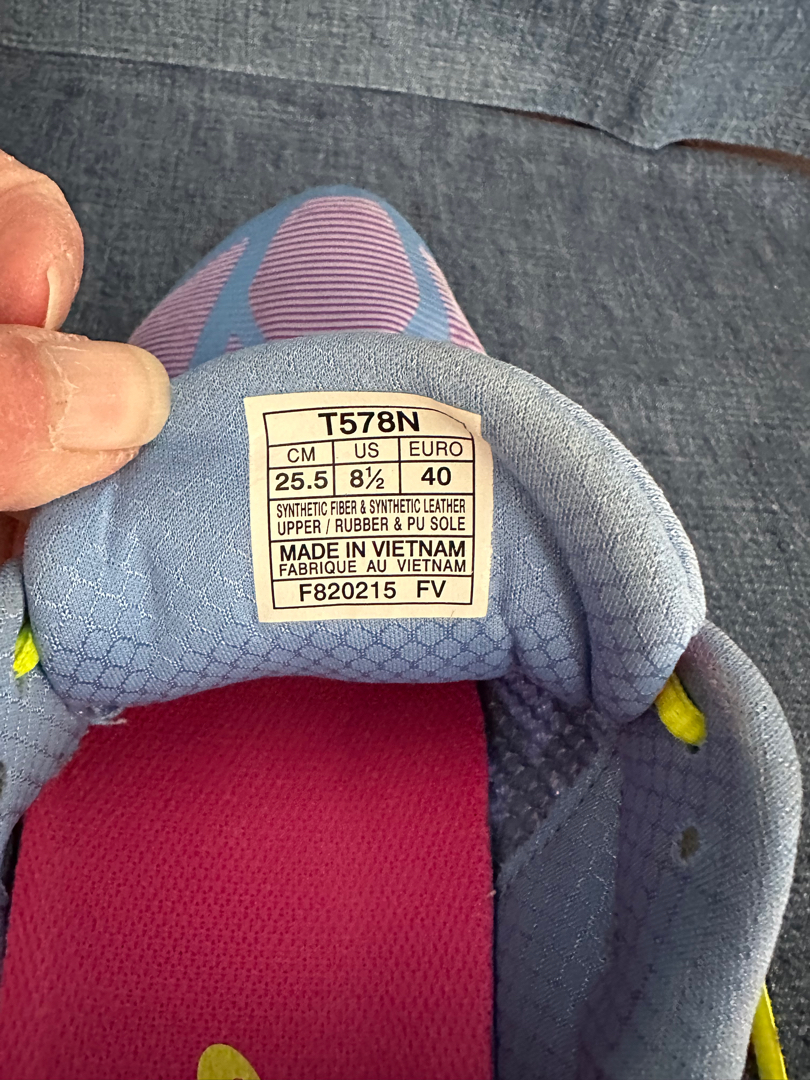 T578N
CM US EURO
25.5 8½ 40
SYNTHETIC FIBER & SYNTHETIC LEATHER
UPPER / RUBBER & PU SOLE
MADE IN VIETNAM
FABRIQUE AU VIETNAM
F820215 FV